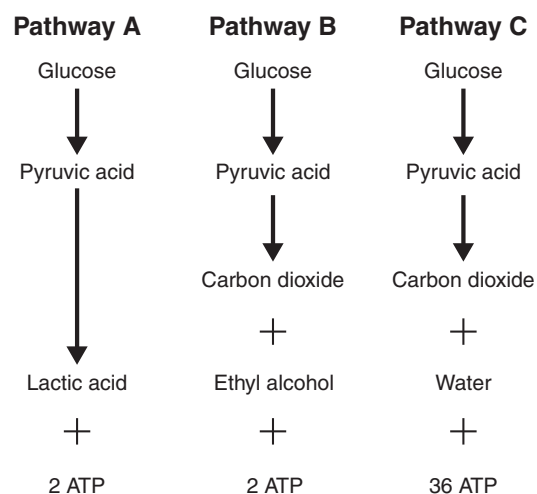 Pathway A
Pathway B
Pathway C
Glucose
Glucose
Glucose
Pyruvic acid
Pyruvic acid
Pyruvic acid
Carbon dioxide
Carbon dioxide
+
+
Lactic acid
Ethyl alcohol
Water
+
+
+
2 ATP
2 ATP
36 ATP